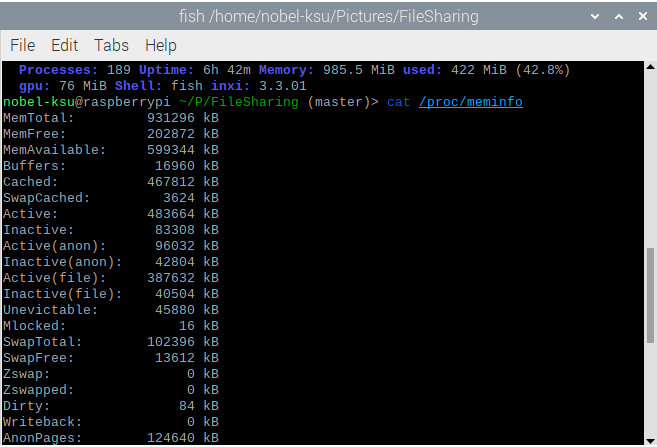 fish /home/nobel-ksu/Pictures/FileSharing
File Edit Tabs Help
Processes: 189 Uptime: 6h 42m Memory: 985.5 MiB used: 422 MiB (42.8%)
gpu: 76 MiB Shell: fish inxi: 3.3.01
nobel-ksu@raspberrypi ~/P/FileSharing (master)> cat /proc/meminfo
MemTotal: 931296 kB
MemFree: 202872 kB
MemAvailable: 599344 kB
Buffers: 16960 kB
Cached: 467812 kB
SwapCached: 3624 kB
Active: 483664 kB
Inactive: 83308 kB
Active(anon): 96032 kB
Inactive(anon): 42804 kB
Active(file): 387632 kB
Inactive(file): 40504 kB
Unevictable: 45880 kB
Mlocked: 16 kB
SwapTotal: 102396 kB
SwapFree: 13612 kB
Zswap: 0 kB
Zswapped: 0 kB
Dirty: 84 kB
Writeback: 0 kB
AnonPages: 124640 kB